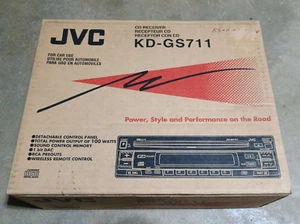 JVC
CD RECEIVER
RECEPTEUR CD
RECEPTOR CON CD
KD-GS711
FOR CAR USE
UTILISE POUR AUTOMOBILE
PARA USO EN AUTOMOVILES
Power, Style and Performance on the Road
•DETACHABLE CONTROL PANEL
•TOTAL POWER OUTPUT OF 100 WATTS
•SOUND CONTROL MEMORY
•1 bit DAC
•RCA PREOUTS
•WIRELESS REMOTE CONTROL
JVC